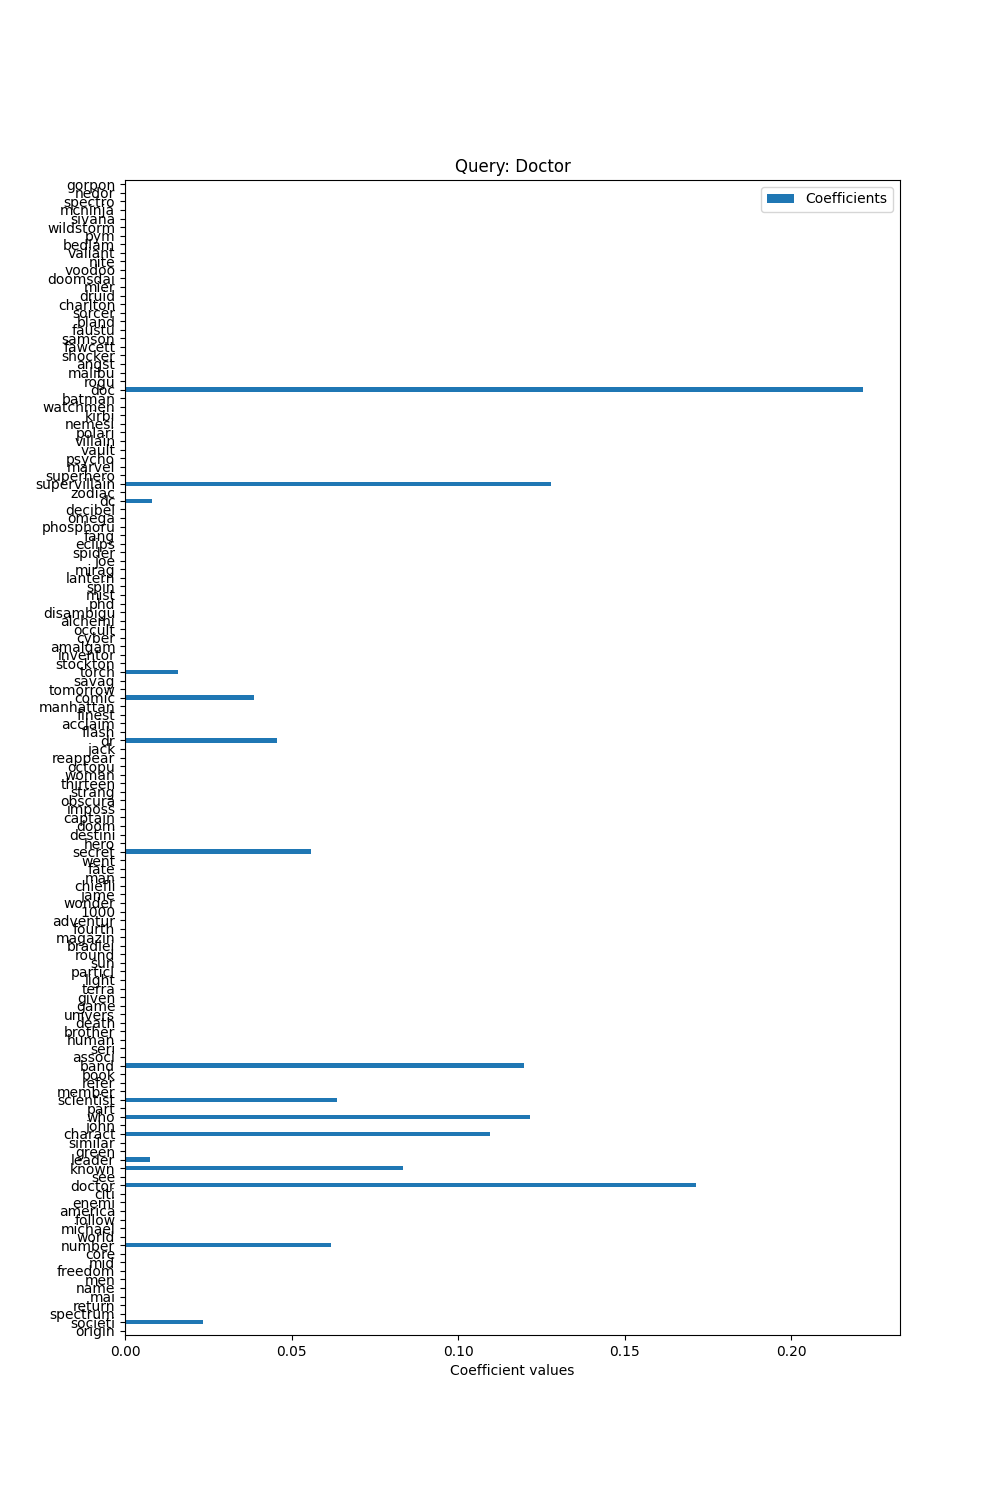 Query: Doctor
Coefficients
gorpon
nedor
spectro
mcninja
sivana
wildstorm
pym
bedlam
valiant
nite
voodoo
doomsdai
mier
druid
charlton
sorcer
bland
faustu
samson
fawcett
shocker
angst
malibu
rogu
doc
batman
watchmen
kirbi
nemesi
polari
villain
vault
psycho
marvel
superhero
supervillain
zodiac
dc
decibel
omega
phosphoru
fang
eclips
spider
joe
mirag
lantern
spin
mist
phd
disambigu
alchemi
occult
cyber
amalgam
inventor
stockton
torch
savag
tomorrow
comic
manhattan
finest
acclaim
flash
dr
jack
reappear
octopu
woman
thirteen
strang
obscura
imposs
captain
doom
destini
hero
secret
went
fate
man
chiefli
jame
wonder
1000
adventur
fourth
magazin
bradlei
round
sun
particl
light
terra
given
game
univers
death
brother
human
seri
associ
band
book
refer
member
scientist
part
who
john
charact
similar
green
leader
known
see
doctor
citi
enemi
america
follow
michael
world
number
core
mid
freedom
men
name
mai
return
spectrum
societi
origin
0.00 0.05 0.10 0.15 0.20
Coefficient values